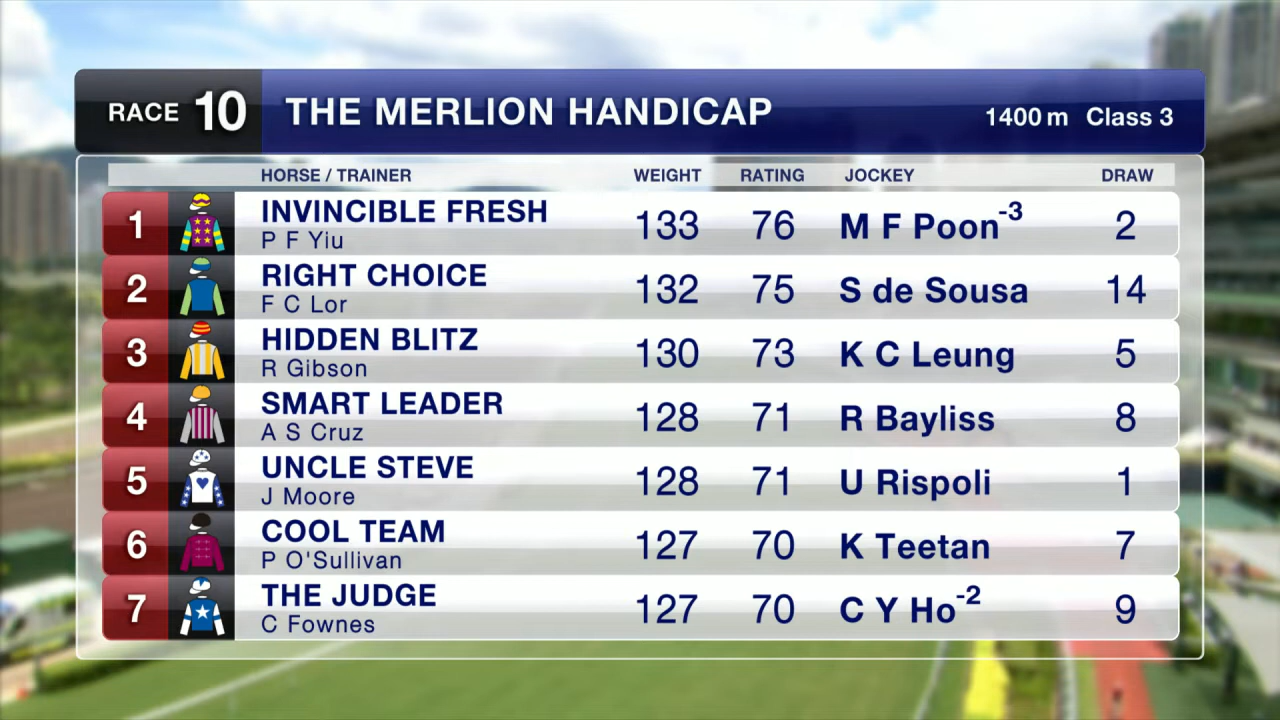 RACE 10 THE MERLION HANDICAP 1400 m Class 3
HORSE / TRAINER WEIGHT RATING JOCKEY DRAW
1 INVINCIBLE FRESH 133 76 M F Poon-3 2
P F Yiu
2 RIGHT CHOICE 132 75 S de Sousa 14
F C Lor
3 HIDDEN BLITZ 130 73 K C Leung 5
R Gibson
4 SMART LEADER 128 71 R Bayliss 8
A S Cruz
5 UNCLE STEVE 128 71 U Rispoli 1
J Moore
6 COOL TEAM 127 70 K Teetan 7
P O'Sullivan
7 THE JUDGE 127 70 C Y Ho-2 9
C Fownes